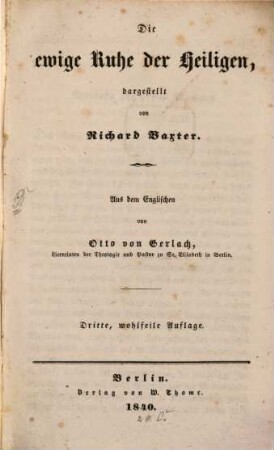 Die
ewige Ruhe der Heiligen,
dargestellt
von
Richard Baxter.
Aus dem Englischen
von
Otto von Gerlach,
Licentiaten der Theologie und Pastor zu St. Elisabeth in Berlin.
Dritte, wohlfeile Auflage.
Berlin.
Verlag von W. Thome.
1840.